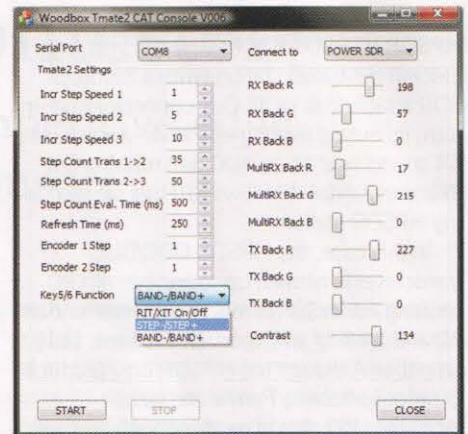 Woodbox Tmate2 CAT Console V006
Serial Port COM8 Connect to POWER SDR
Tmate2 Settings
Incr Step Speed 1 1
Incr Step Speed 2 5
Incr Step Speed 3 10
Step Count Trans 1->2 35
Step Count Trans 2->3 50
Step Count Eval. Time (ms) 500
Refresh Time (ms) 250
Encoder 1 Step 1
Encoder 2 Step 1
Key5/6 Function BAND-/BAND+
RIT/XIT On/Off
STEP-/STEP+
BAND-/BAND+
RX Back R 198
RX Back G 57
RX Back B 0
MultiRX Back R 17
MultiRX Back G 215
MultiRX Back B 0
TX Back R 227
TX Back G 0
TX Back B 0
Contrast 134
START STOP CLOSE